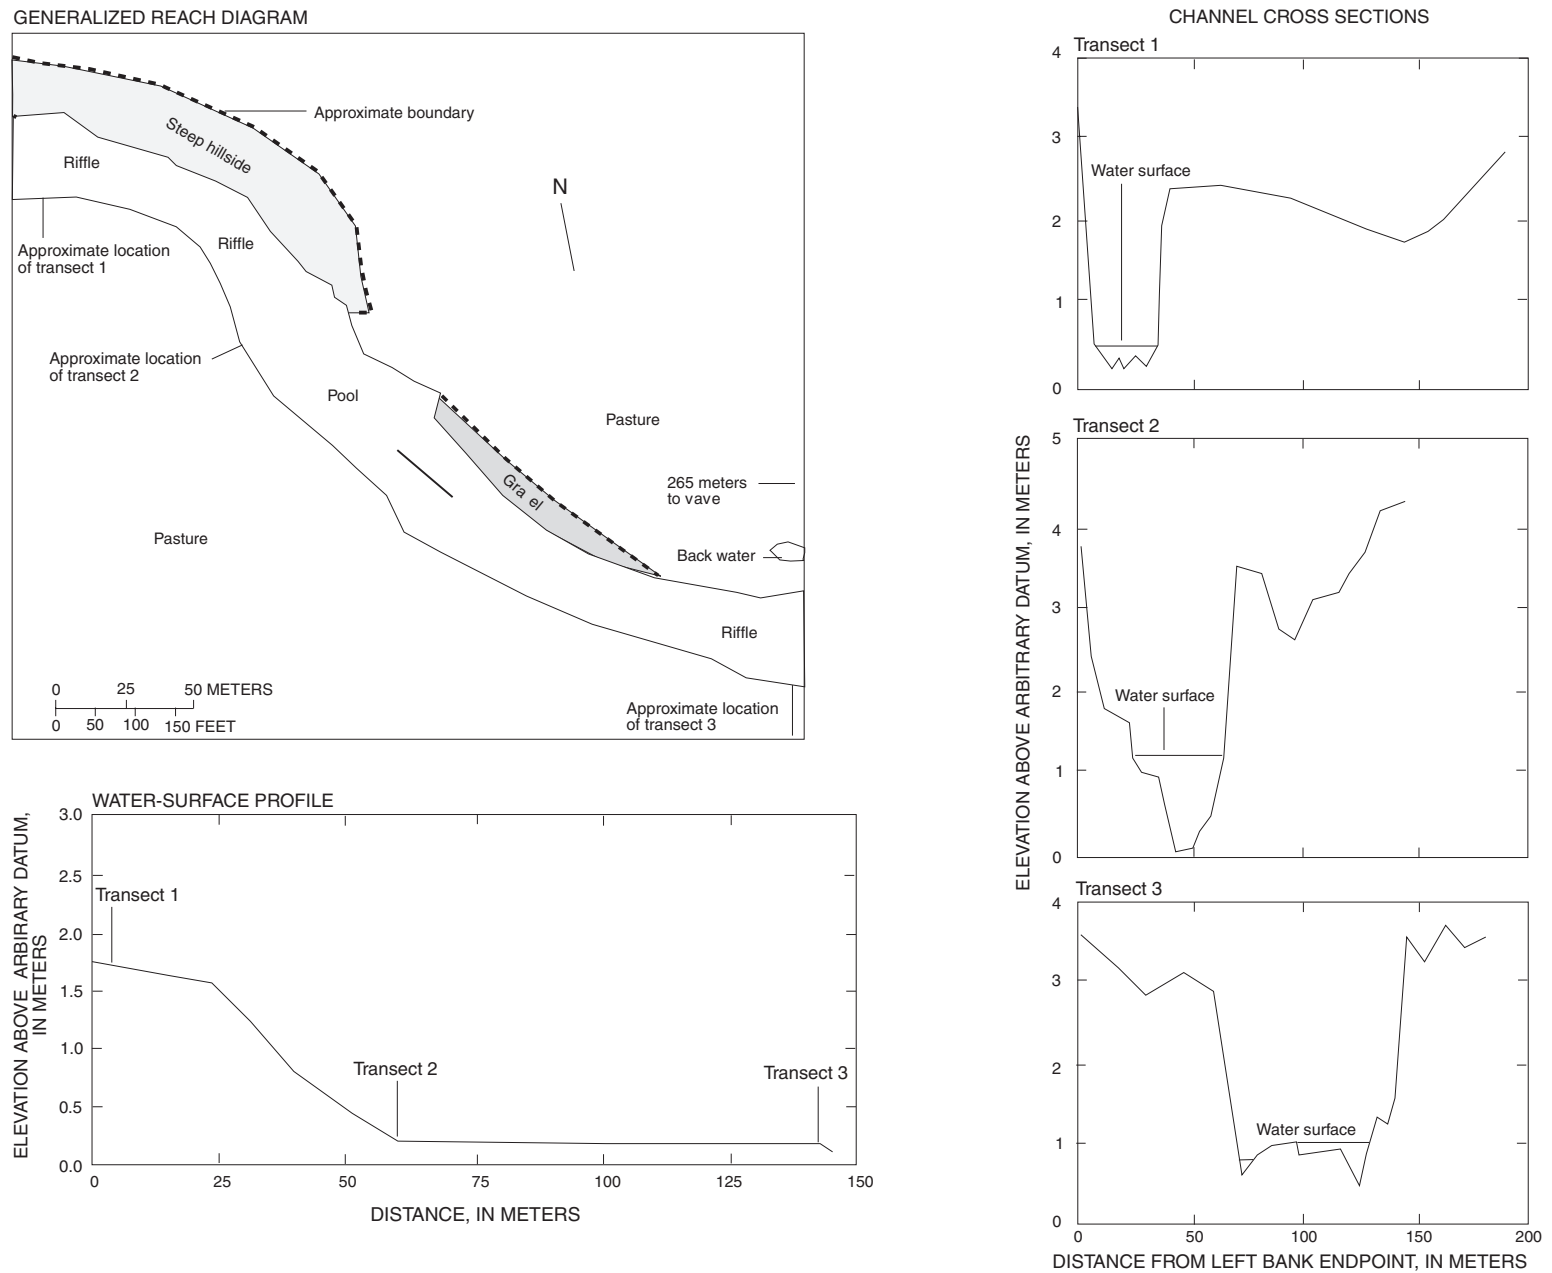 GENERALIZED REACH DIAGRAM
Approximate boundary
Steep hillside
Riffle
N
Riffle
Approximate location
of transect 1
Approximate location
of transect 2
Pool
Pasture
Gra el
265 meters
to vave
Pasture
Back water
Riffle
0 25 50 METERS
0 50 100 150 FEET
Approximate location
of transect 3
WATER-SURFACE PROFILE
ELEVATION ABOVE ARBIRARY DATUM,
IN METERS
3.0
2.5
Transect 1
2.0
1.5
1.0
Transect 2
Transect 3
0.5
0.0
0 25 50 75 100 125 150
DISTANCE, IN METERS
CHANNEL CROSS SECTIONS
Transect 1
4
3
Water surface
2
1
0
Transect 2
5
4
3
2
Water surface
1
0
ELEVATION ABOVE ARBITRARY DATUM, IN METERS
Transect 3
4
3
2
Water surface
1
0
0 50 100 150 200
DISTANCE FROM LEFT BANK ENDPOINT, IN METERS